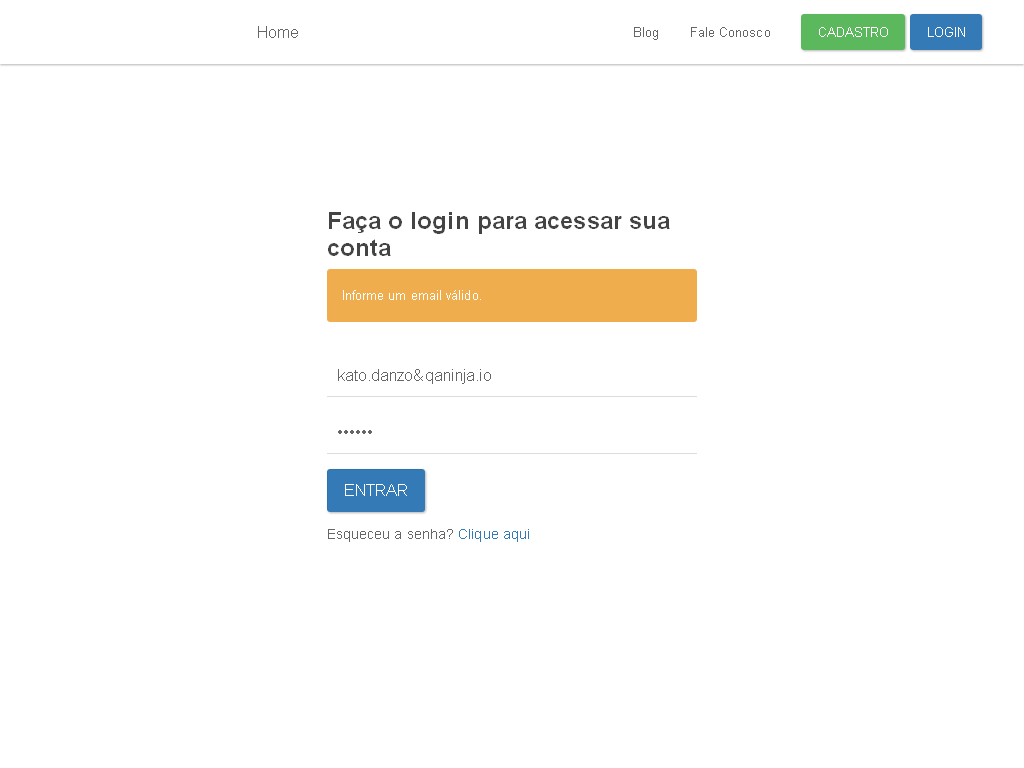 Home
Blog
Fale Conosco
CADASTRO
LOGIN
Faça o login para acessar sua
conta
Informe um email válido.
kato.danzo&qaninja.io
••••••
ENTRAR
Esqueceu a senha? Clique aqui